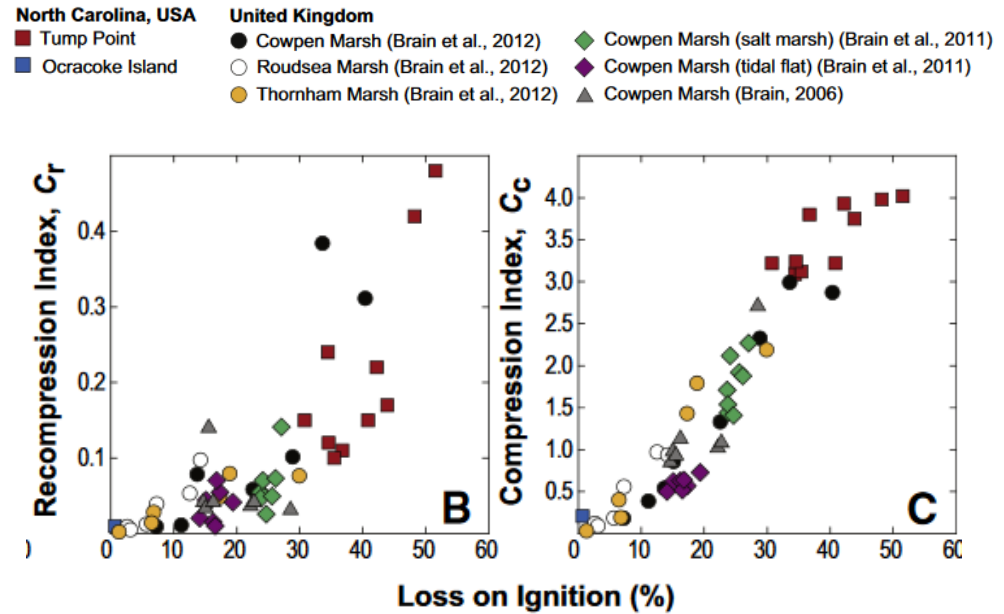 North Carolina, USA
Tump Point
Ocracoke Island
United Kingdom
Cowpen Marsh (Brain et al., 2012)
Roudsea Marsh (Brain et al., 2012)
Thornham Marsh (Brain et al., 2012)
Cowpen Marsh (salt marsh) (Brain et al., 2011)
Cowpen Marsh (tidal flat) (Brain et al., 2011)
Cowpen Marsh (Brain, 2006)
Recompression Index, Cr
0.4
0.3
0.2
0.1
0
0 10 20 30 40 50 60
B
Compression Index, Cc
4.0
3.5
3.0
2.5
2.0
1.5
1.0
0.5
0 10 20 30 40 50 60
C
Loss on Ignition (%)